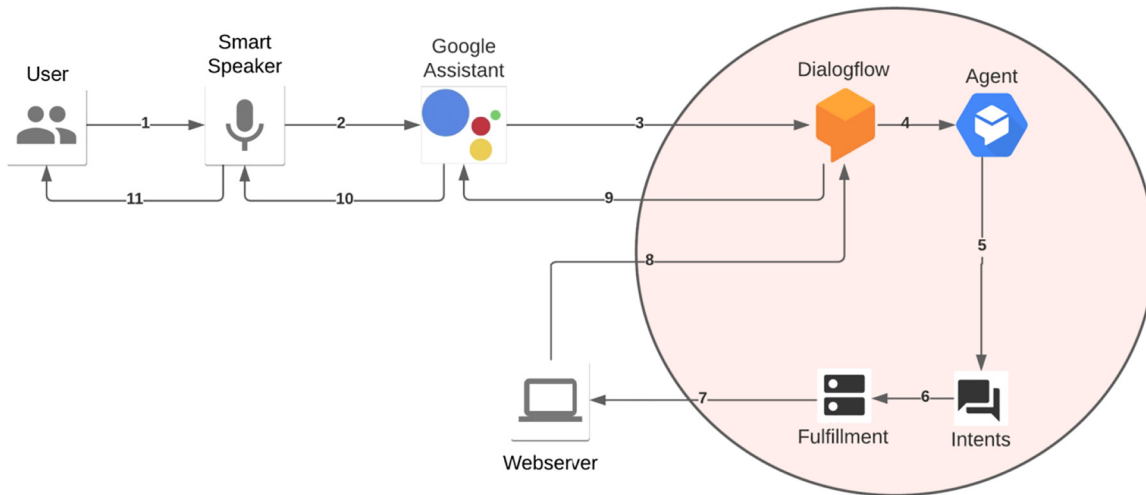 User
Smart
Speaker
Google
Assistant
Dialogflow
Agent
1
2
3
4
11
10
9
5
8
7
6
Fulfillment
Intents
Webserver